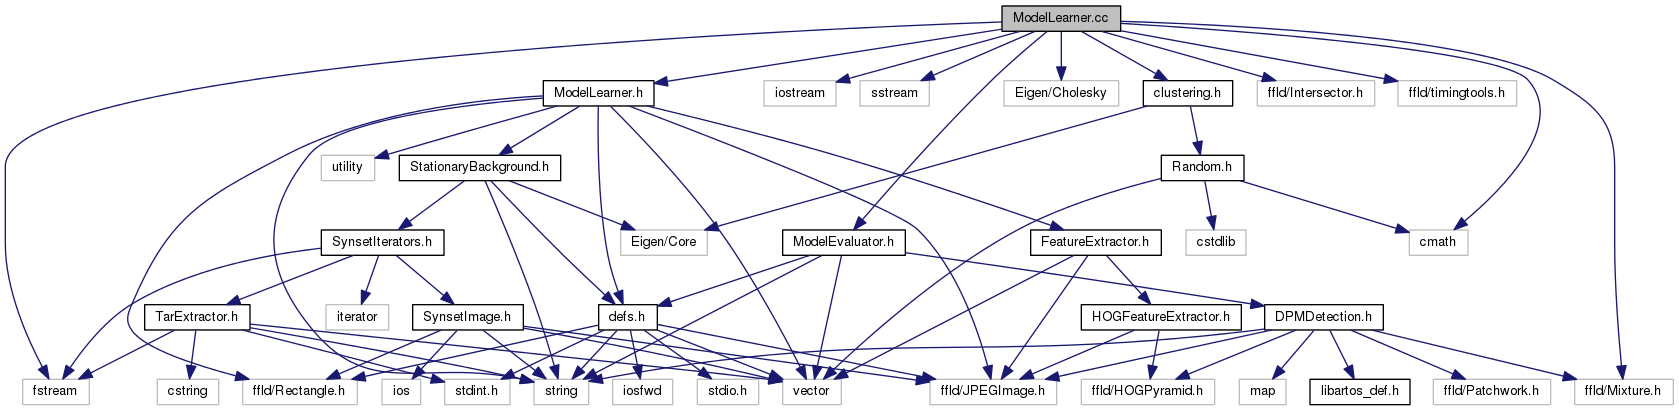 ModelLearner.cc
ModelLearner.h
iostream
sstream
Eigen/Cholesky
clustering.h
ffld/Intersector.h
ffld/timingtools.h
utility
StationaryBackground.h
Random.h
SynsetIterators.h
Eigen/Core
ModelEvaluator.h
FeatureExtractor.h
cstdlib
cmath
TarExtractor.h
iterator
SynsetImage.h
defs.h
HOGFeatureExtractor.h
DPMDetection.h
fstream
cstring
ffld/Rectangle.h
ios
stdint.h
string
iosfwd
stdio.h
vector
ffld/JPEGImage.h
ffld/HOGPyramid.h
map
libartos_def.h
ffld/Patchwork.h
ffld/Mixture.h